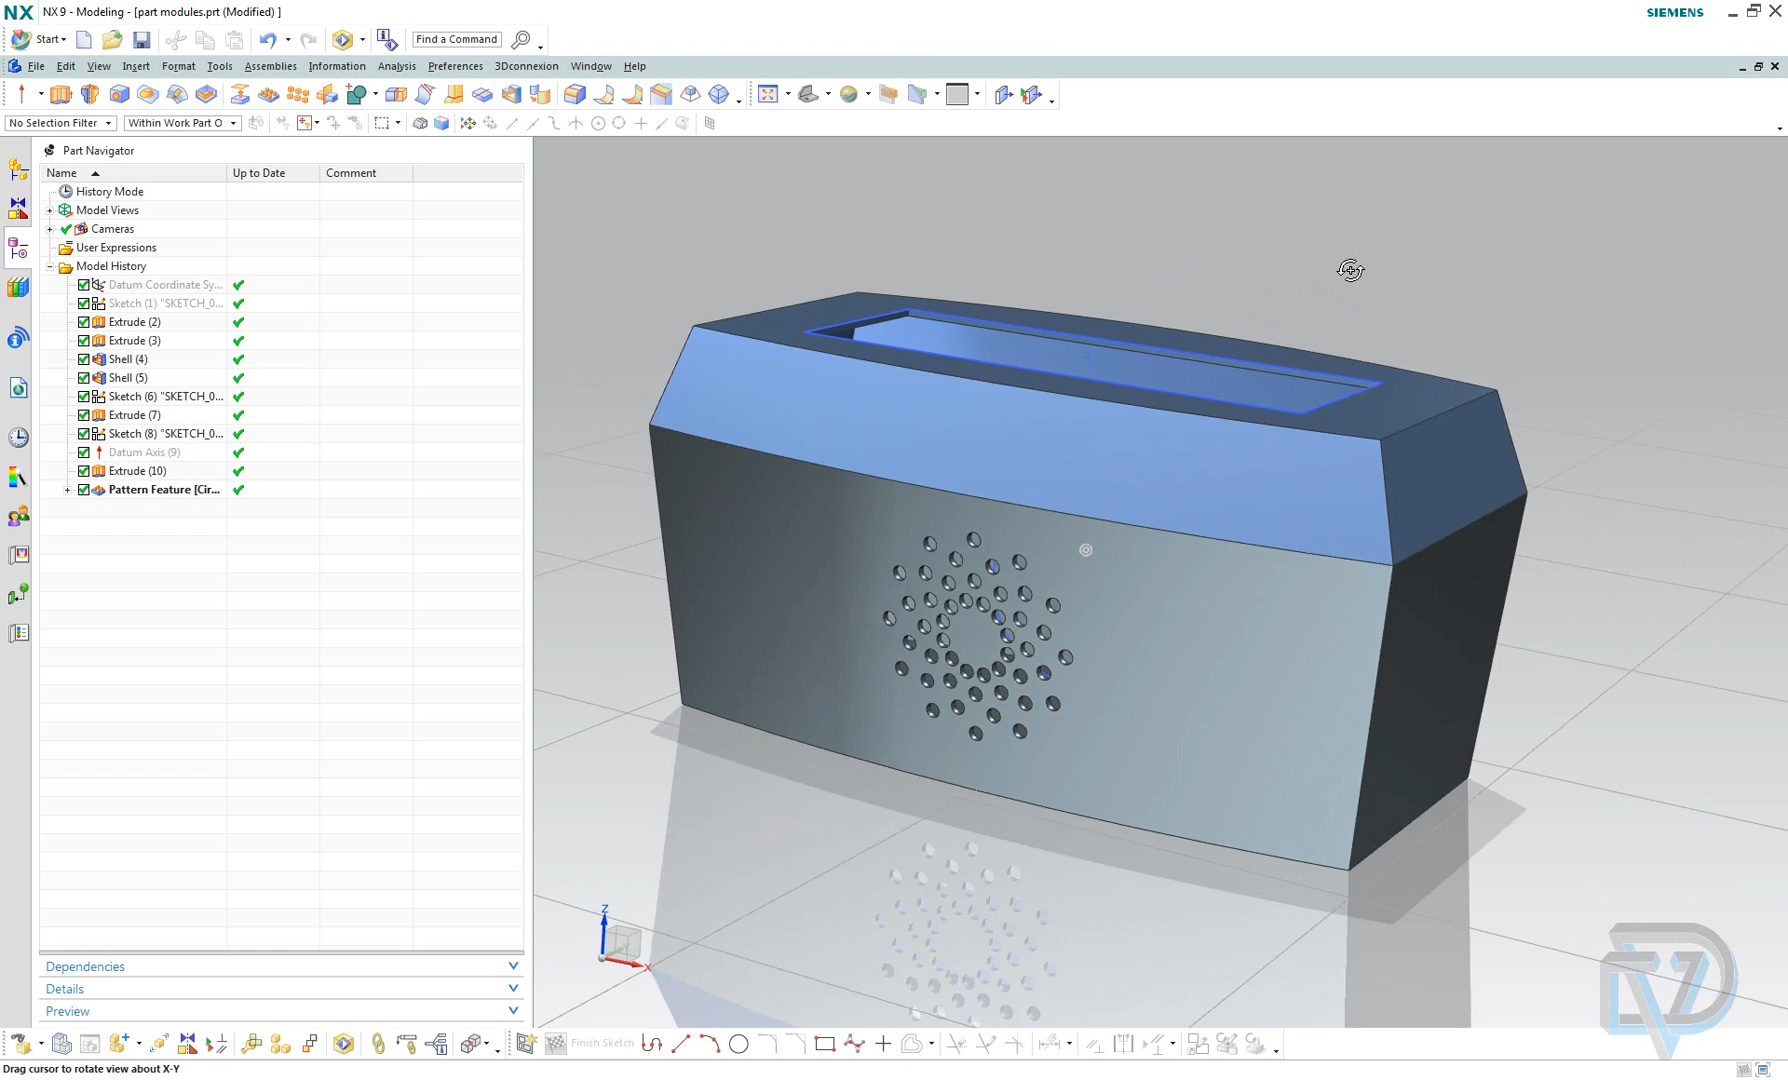 NX NX 9 - Modeling - [part modules.prt (Modified) ] SIEMENS
Start Find a Command
File Edit View Insert Format Tools Assemblies Information Analysis Preferences 3Dconnexion Window Help
No Selection Filter Within Work Part O
Part Navigator
Name Up to Date Comment
History Mode
Model Views
Cameras
User Expressions
Model History
Datum Coordinate Sy...
Sketch (1) "SKETCH_0...
Extrude (2)
Extrude (3)
Shell (4)
Shell (5)
Sketch (6) "SKETCH_0...
Extrude (7)
Sketch (8) "SKETCH_0...
Datum Axis (9)
Extrude (10)
Pattern Feature [Cir...
Z
X
Dependencies
Details
Preview
Finish Sketch
Drag cursor to rotate view about X-Y